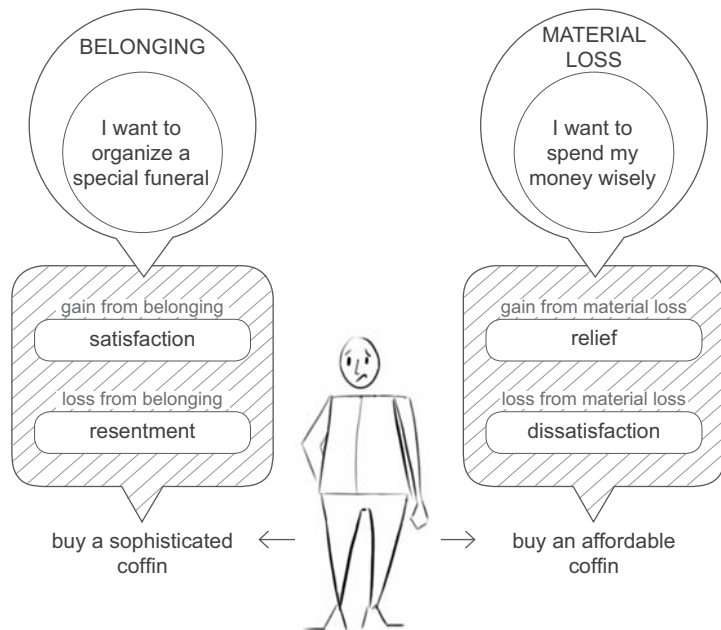 BELONGING
I want to
organize a
special funeral
gain from belonging
satisfaction
loss from belonging
resentment
buy a sophisticated
coffin
MATERIAL
LOSS
I want to
spend my
money wisely
gain from material loss
relief
loss from material loss
dissatisfaction
buy an affordable
coffin